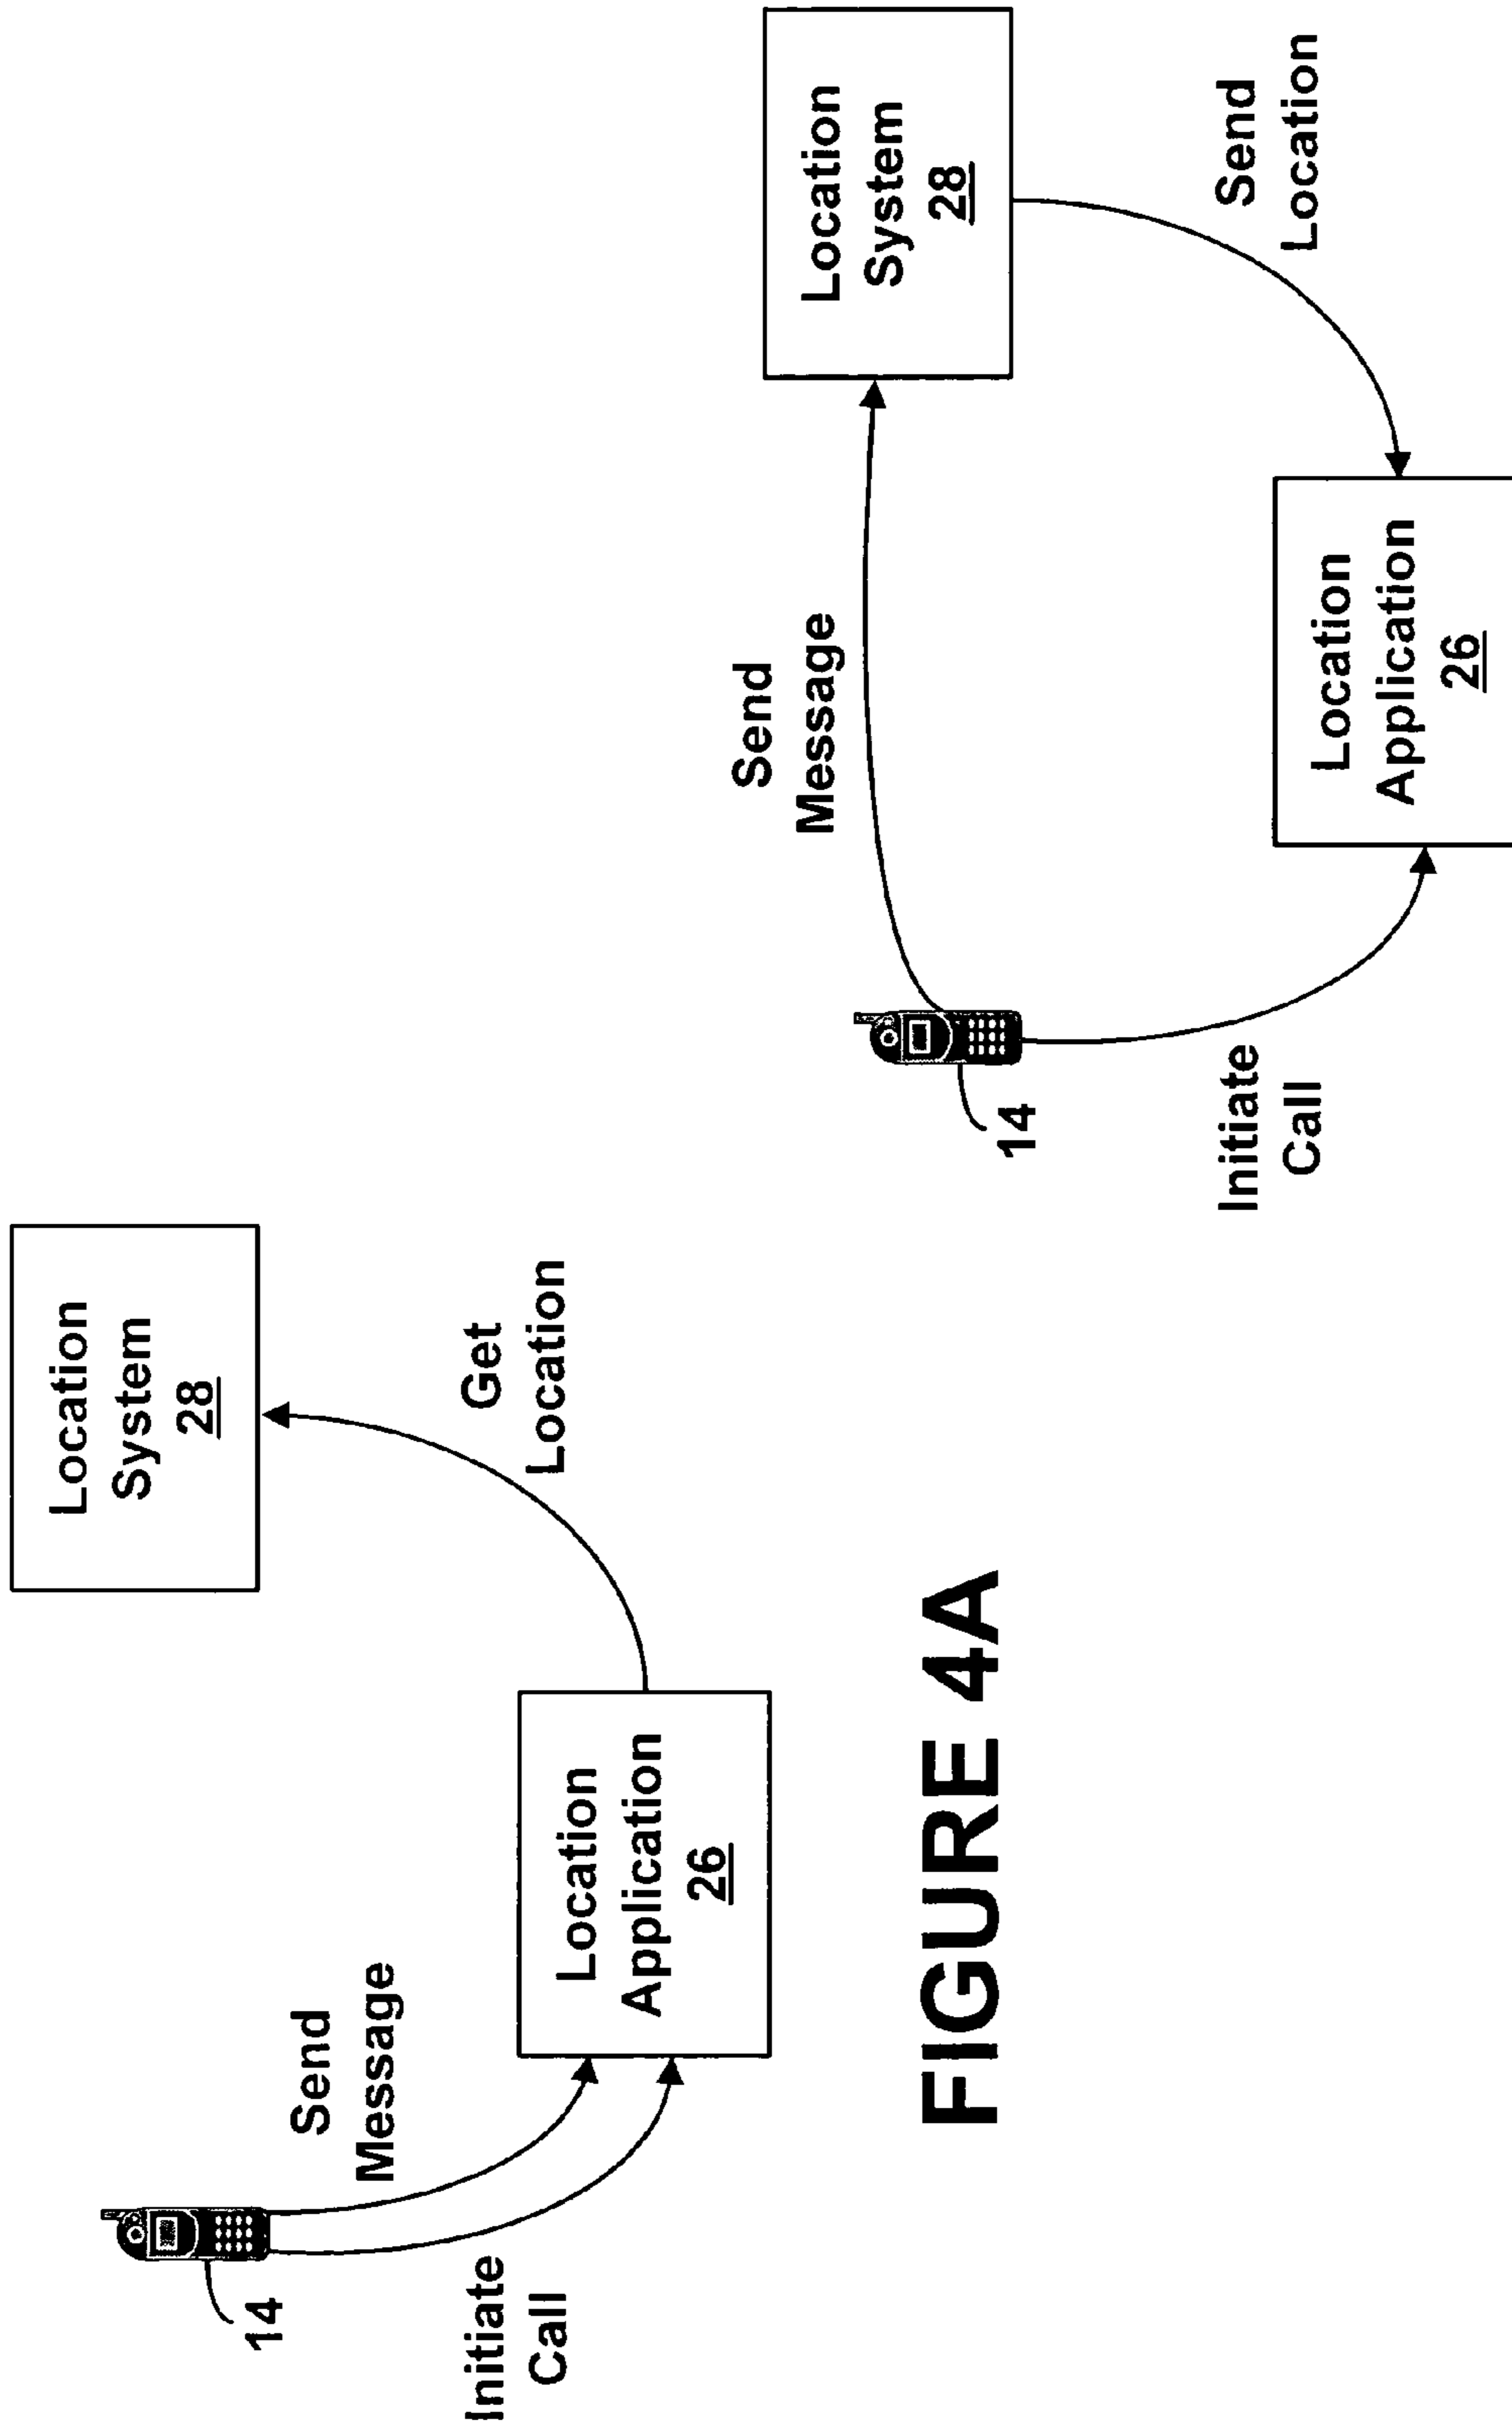 Location
System
28
Get
Location
Send
Message
14
Initiate
Call
Location
Application
26
FIGURE 4A
Location
System
28
Send
Message
Send
Location
14
Initiate
Call
Location
Application
26